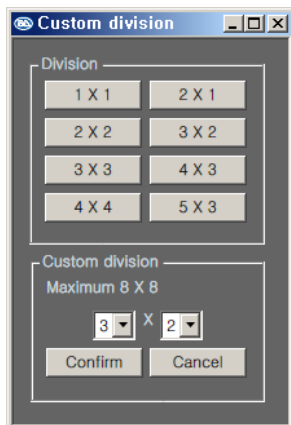 Custom division
Division
1 X 1 2 X 1
2 X 2 3 X 2
3 X 3 4 X 3
4 X 4 5 X 3
Custom division
Maximum 8 X 8
3 X 2
Confirm Cancel